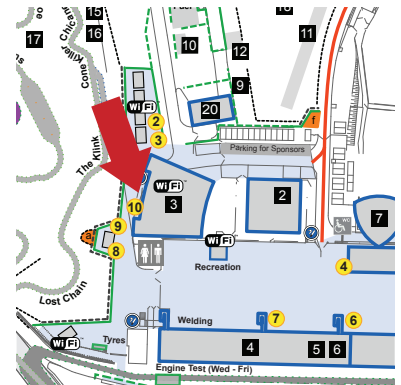 15
16
17
10
12
11
9
20
WiFi
2
3
Cone Killer Chica
f
Parking for Sponsors
The Klink
WiFi
3
2
10
9
a
8
WC
7
WiFi
Recreation
4
Lost Chain
Welding
7
6
Tyres
WiFi
4
5
6
Engine Test (Wed - Fri)